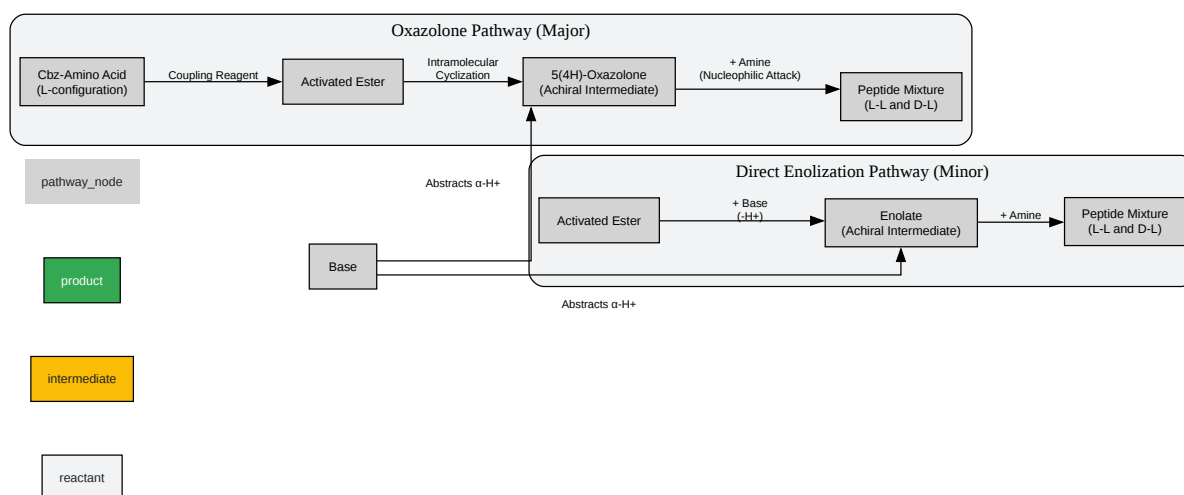 Oxazolone Pathway (Major)
Cbz-Amino Acid
(L-configuration)
Coupling Reagent
Activated Ester
Intramolecular
Cyclization
5(4H)-Oxazolone
(Achiral Intermediate)
+ Amine
(Nucleophilic Attack)
Peptide Mixture
(L-L and D-L)
pathway_node
Abstracts α-H+
Direct Enolization Pathway (Minor)
Activated Ester
+ Base
(-H+)
Enolate
(Achiral Intermediate)
+ Amine
Peptide Mixture
(L-L and D-L)
Base
product
Abstracts α-H+
intermediate
reactant